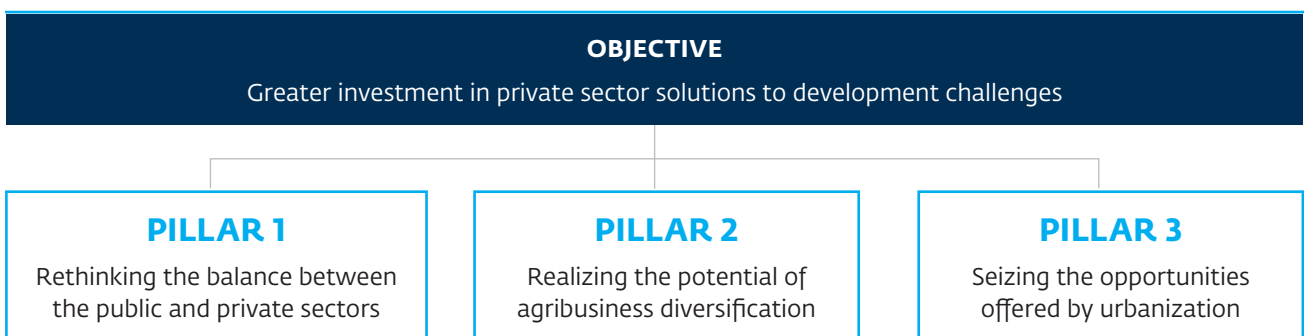 OBJECTIVE
Greater investment in private sector solutions to development challenges
PILLAR 1
Rethinking the balance between
the public and private sectors
PILLAR 2
Realizing the potential of
agribusiness diversification
PILLAR 3
Seizing the opportunities
offered by urbanization